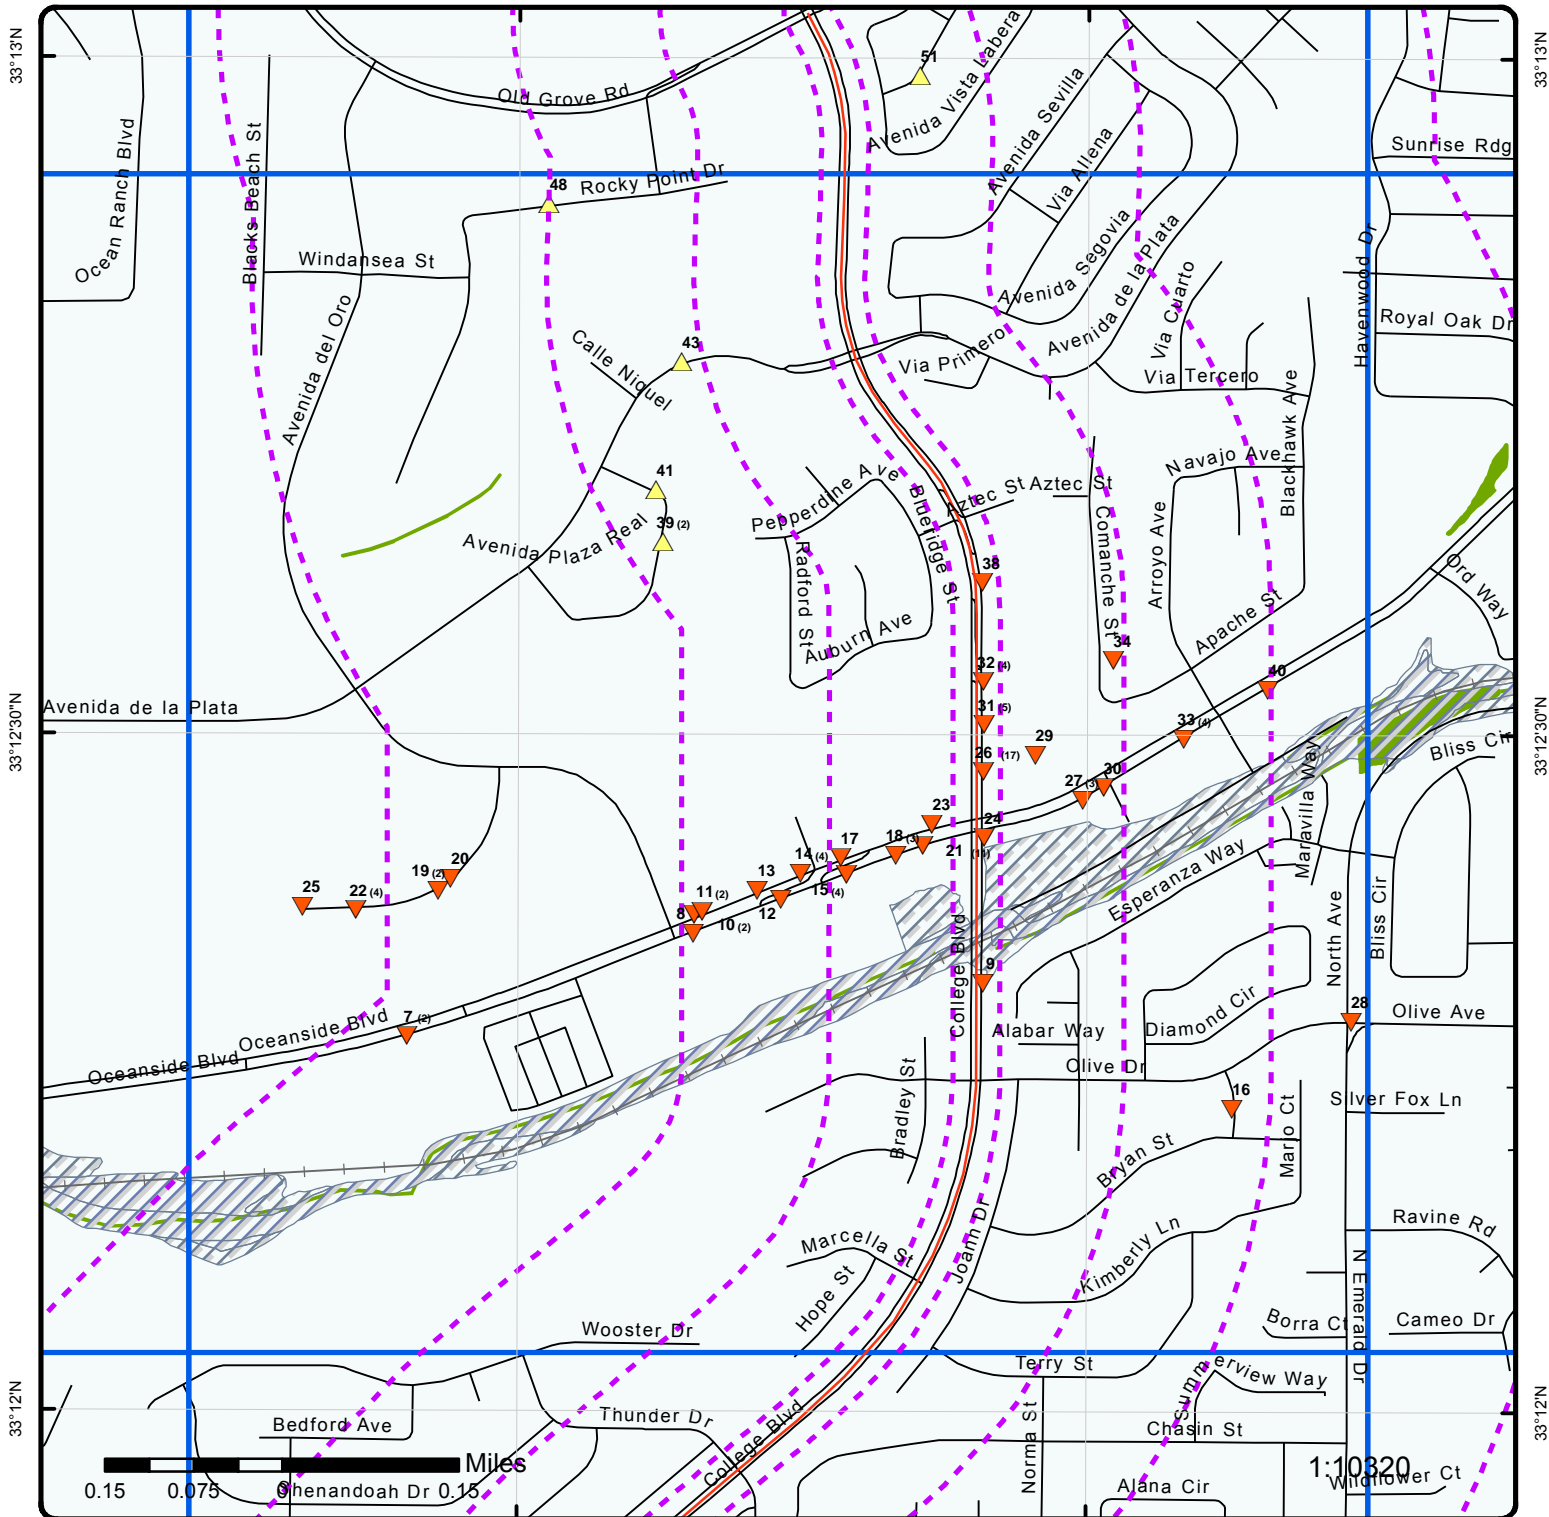 33°13'N
33°13'N
51
Old Grove Rd
Avenida Vista Labera
Avenida Sevilla
Via Allena
Ocean Ranch Blvd
Blacks Beach St
Sunrise Rdg
48
Rocky Point Dr
Windansea St
Avenida Segovia
Avenida de la Plata
Via Cuarto
Havenwood Dr
Royal Oak Dr
Avenida del Oro
Calle Niquel
43
Via Primero
Via Tercero
Blackhawk Ave
Navajo Ave
41
39 (2)
Avenida Plaza Real
Pepperdine Ave
Blueridge St
Aztec St
Aztec St
Comanche St
Arroyo Ave
Radford St
Auburn Ave
38
Apache St
Ord Way
34
32 (4)
40
Avenida de la Plata
31 (5)
33 (4)
33°12'30"N
33°12'30"N
29
26 (17)
Bliss Cir
Maravilla Way
27 (3)
30
23
24
21 (11)
18 (3)
17
14 (4)
15 (4)
13
12
11 (2)
8
10 (2)
20
19 (2)
22 (4)
25
Esperanza Way
North Ave
Bliss Cir
College Blvd
9
7 (2)
Oceanside Blvd
Oceanside Blvd
Alabar Way
Diamond Cir
28
Olive Ave
Olive Dr
Bradley St
16
Silver Fox Ln
Mario Ct
Bryan St
Marcella St
Joann Dr
Kimberly Ln
Ravine Rd
Hope St
N Emerald Dr
Borra Ct
Cameo Dr
Wooster Dr
Terry St
Summerview Way
33°12'N
33°12'N
Bedford Ave
Thunder Dr
College Blvd
Norma St
Chasin St
Miles
0.15
0.075
0
0.15
Shenandoah Dr
1:10320
Alana Cir
Wildflower Ct